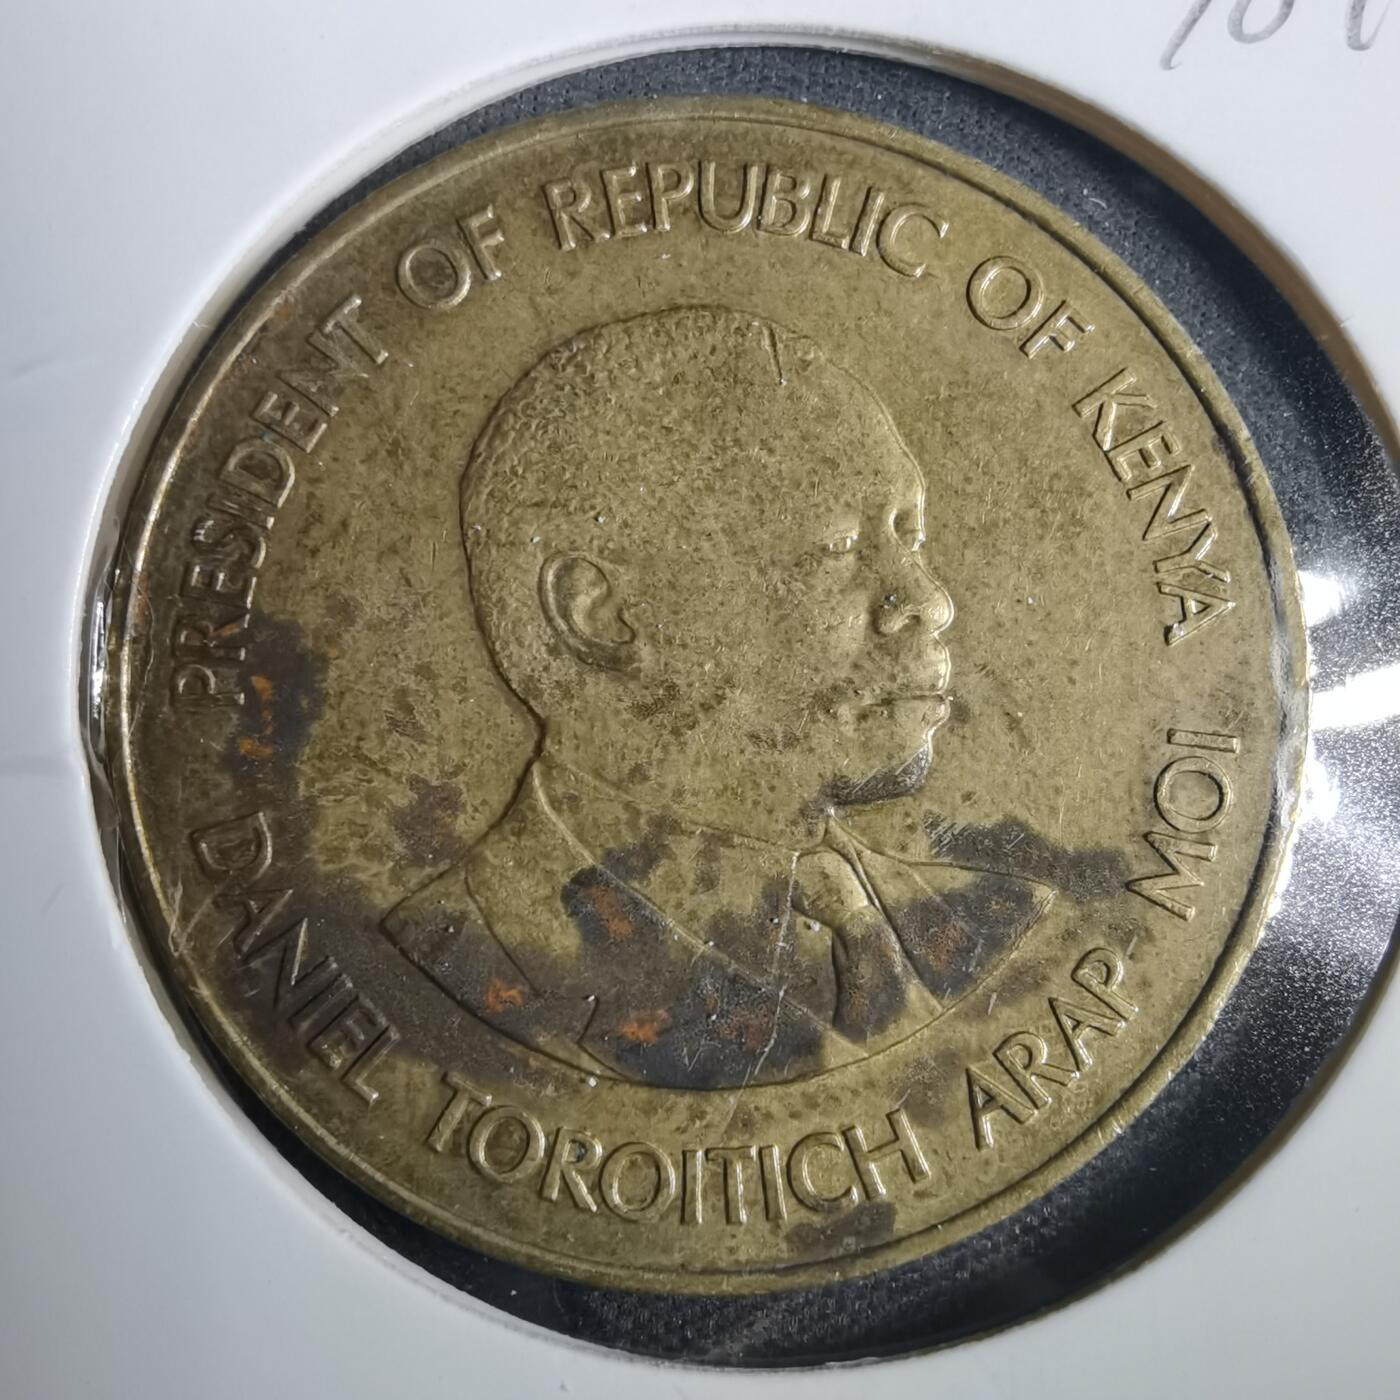 PRESIDENT OF REPUBLIC OF KENYA
DANIEL TOROITICH ARAP MOI